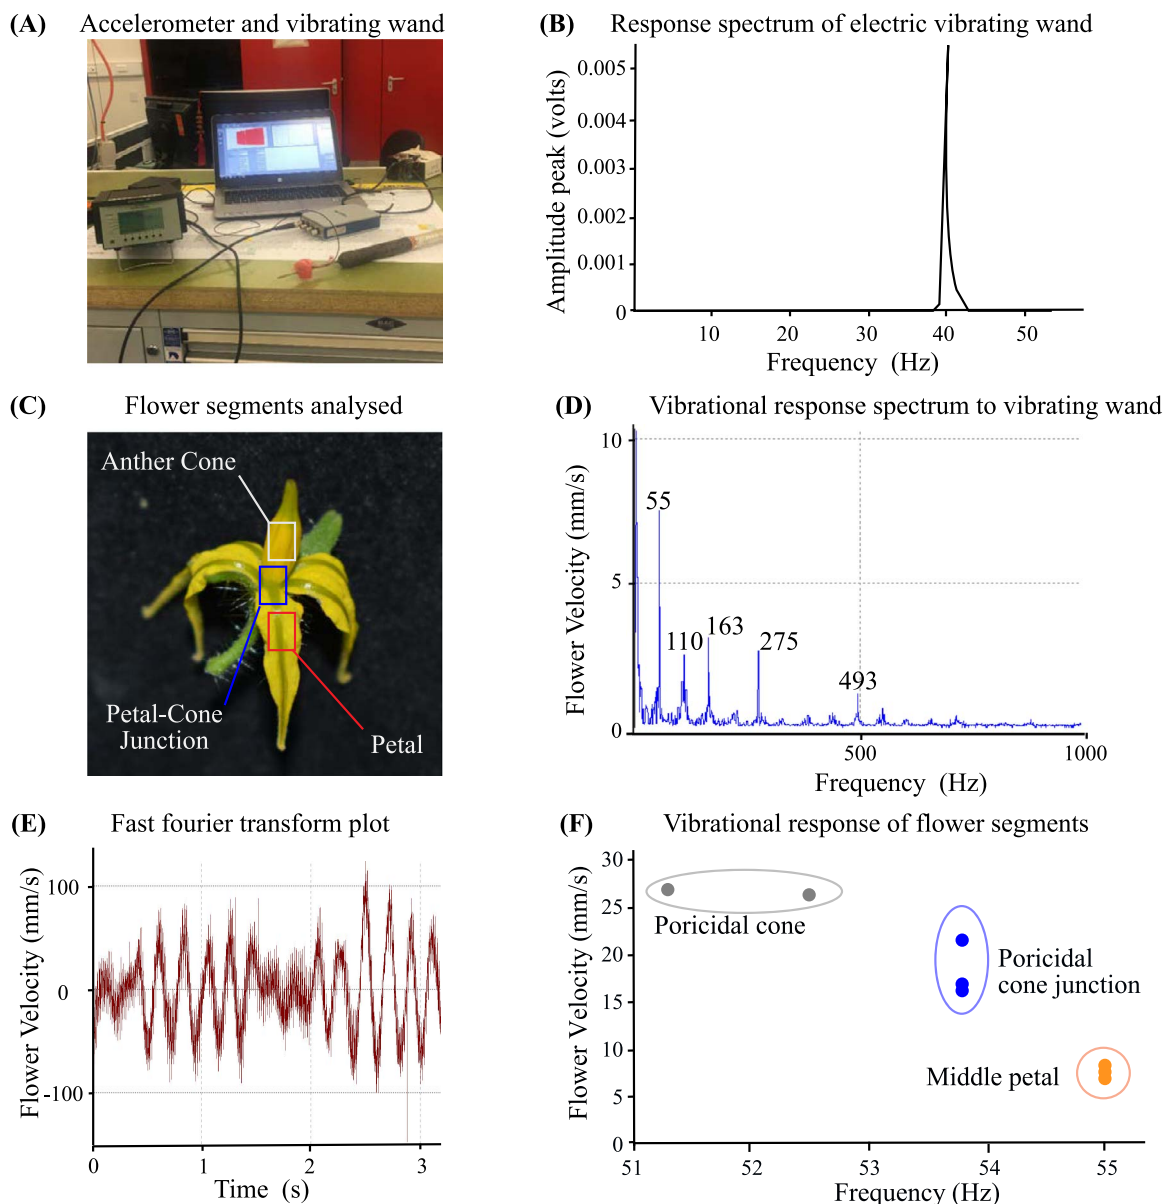 (A) Accelerometer and vibrating wand
(B) Response spectrum of electric vibrating wand
Amplitude peak (volts)
0.005
0.004
0.003
0.002
0.001
0
10 20 30 40 50
Frequency (Hz)
(C) Flower segments analysed
Anther Cone
Petal-Cone
Junction
Petal
(D) Vibrational response spectrum to vibrating wand
Flower Velocity (mm/s)
10
5
0
55
110
163
275
493
500 1000
Frequency (Hz)
(E) Fast fourier transform plot
Flower Velocity (mm/s)
100
0
-100
0 1 2 3
Time (s)
(F) Vibrational response of flower segments
Flower Velocity (mm/s)
30
25
20
15
10
5
0
Poricidal cone
Poricidal
cone junction
Middle petal
51 52 53 54 55
Frequency (Hz)